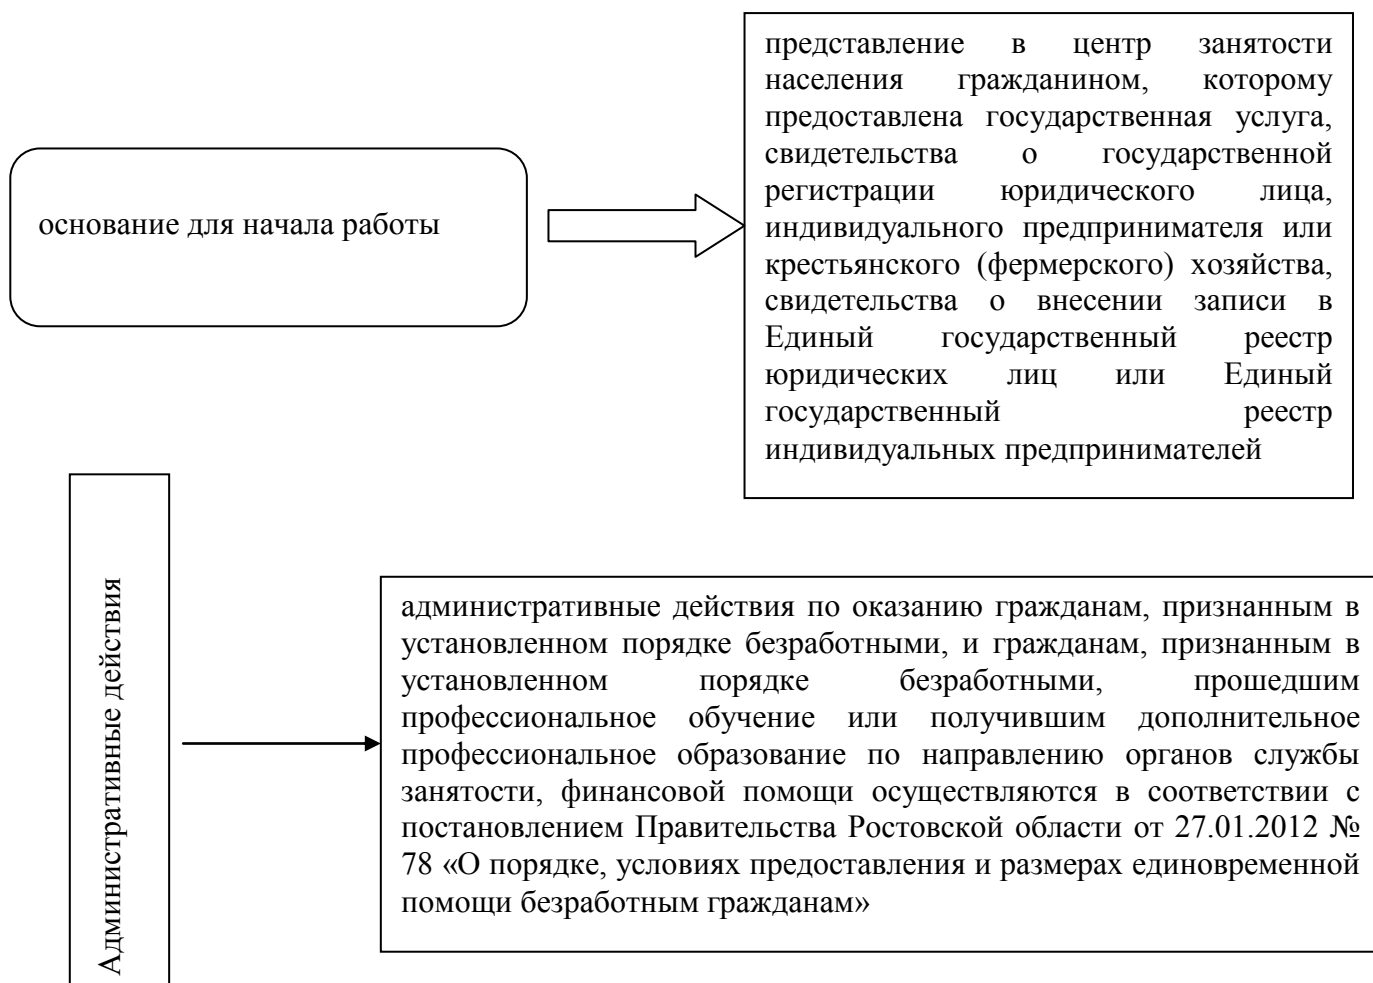 основание для начала работы
представление в центр занятости
населения гражданином, которому
предоставлена государственная услуга,
свидетельства о государственной
регистрации юридического лица,
индивидуального предпринимателя или
крестьянского (фермерского) хозяйства,
свидетельства о внесении записи в
Единый государственный реестр
юридических лиц или Единый
государственный реестр
индивидуальных предпринимателей
Административные действия
административные действия по оказанию гражданам, признанным в
установленном порядке безработными, и гражданам, признанным в
установленном порядке безработными, прошедшим
профессиональное обучение или получившим дополнительное
профессиональное образование по направлению органов службы
занятости, финансовой помощи осуществляются в соответствии с
постановлением Правительства Ростовской области от 27.01.2012 №
78 «О порядке, условиях предоставления и размерах единовременной
помощи безработным гражданам»